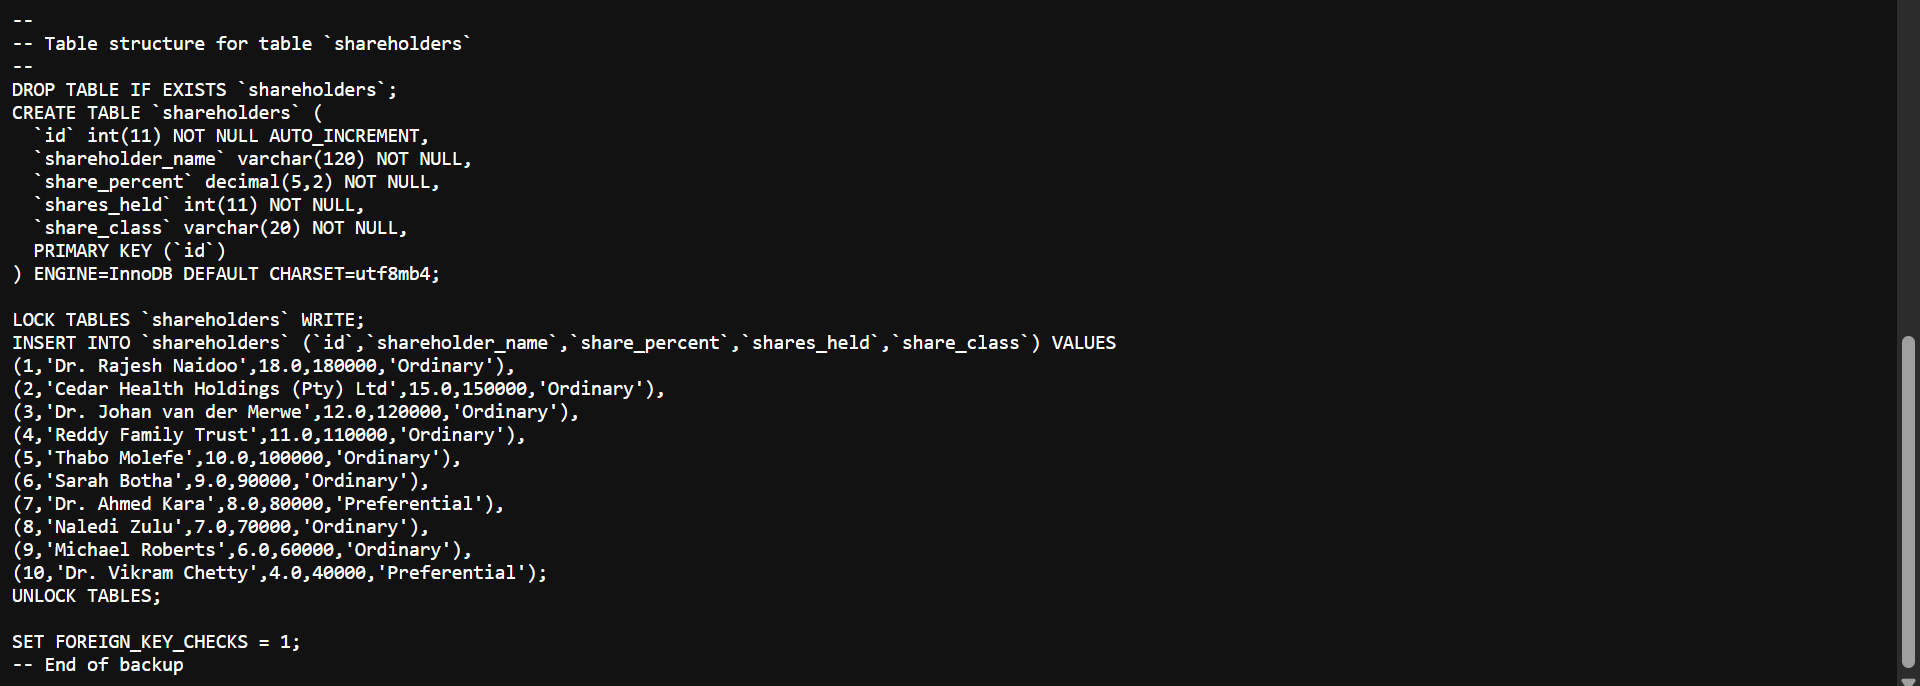 --
-- Table structure for table `shareholders`
--
DROP TABLE IF EXISTS `shareholders`;
CREATE TABLE `shareholders` (
  `id` int(11) NOT NULL AUTO_INCREMENT,
  `shareholder_name` varchar(120) NOT NULL,
  `share_percent` decimal(5,2) NOT NULL,
  `shares_held` int(11) NOT NULL,
  `share_class` varchar(20) NOT NULL,
  PRIMARY KEY (`id`)
) ENGINE=InnoDB DEFAULT CHARSET=utf8mb4;

LOCK TABLES `shareholders` WRITE;
INSERT INTO `shareholders` (`id`,`shareholder_name`,`share_percent`,`shares_held`,`share_class`) VALUES
(1,'Dr. Rajesh Naidoo',18.0,180000,'Ordinary'),
(2,'Cedar Health Holdings (Pty) Ltd',15.0,150000,'Ordinary'),
(3,'Dr. Johan van der Merwe',12.0,120000,'Ordinary'),
(4,'Reddy Family Trust',11.0,110000,'Ordinary'),
(5,'Thabo Molefe',10.0,100000,'Ordinary'),
(6,'Sarah Botha',9.0,90000,'Ordinary'),
(7,'Dr. Ahmed Kara',8.0,80000,'Preferential'),
(8,'Naledi Zulu',7.0,70000,'Ordinary'),
(9,'Michael Roberts',6.0,60000,'Ordinary'),
(10,'Dr. Vikram Chetty',4.0,40000,'Preferential');
UNLOCK TABLES;

SET FOREIGN_KEY_CHECKS = 1;
-- End of backup